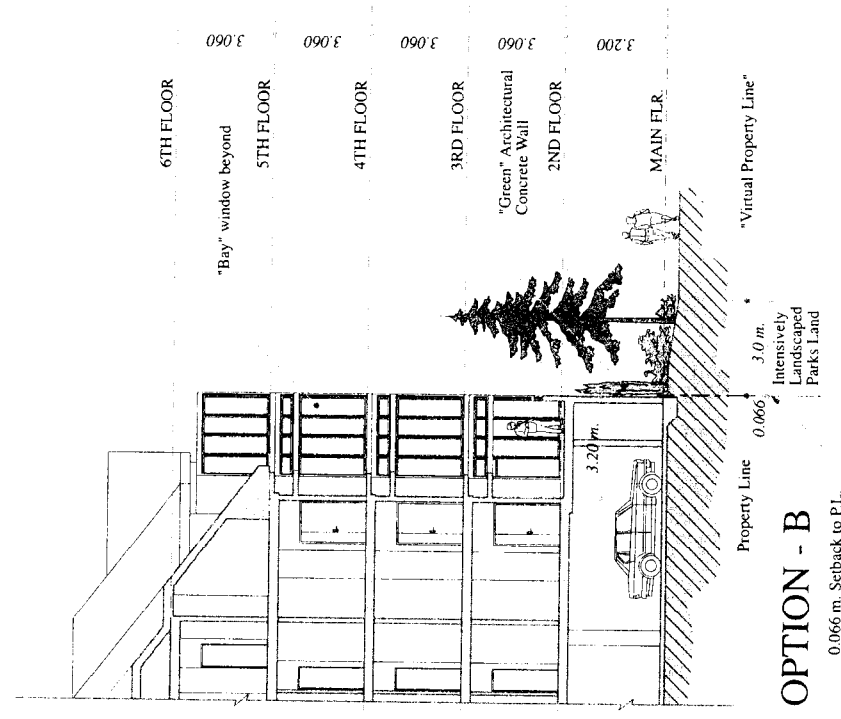 6TH FLOOR
3.060
"Bay" window beyond
5TH FLOOR
3.060
4TH FLOOR
3.060
3RD FLOOR
3.060
"Green" Architectural
Concrete Wall
2ND FLOOR
3.200
MAIN FLR.
3.20 m.
Property Line
0.066
3.0 m.
Intensively
Landscaped
Parks Land
"Virtual Property Line"
OPTION - B
0.066 m. Setback to P.L.